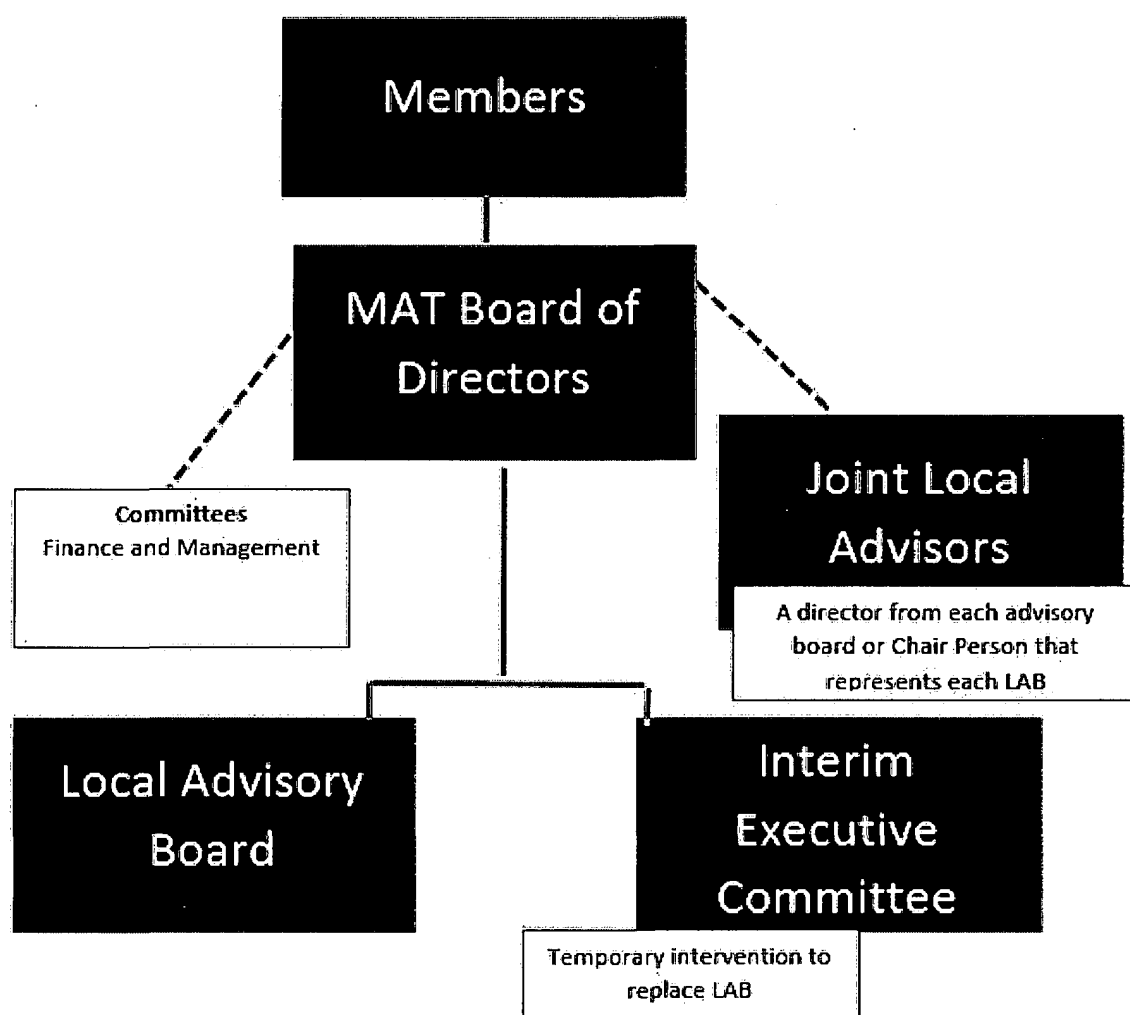 Members
MAT Board of
Directors
Committees
Finance and Management
Joint Local
Advisors
A director from each advisory
board or Chair Person that
represents each LAB
Local Advisory
Board
Interim
Executive
Committee
Temporary intervention to
replace LAB